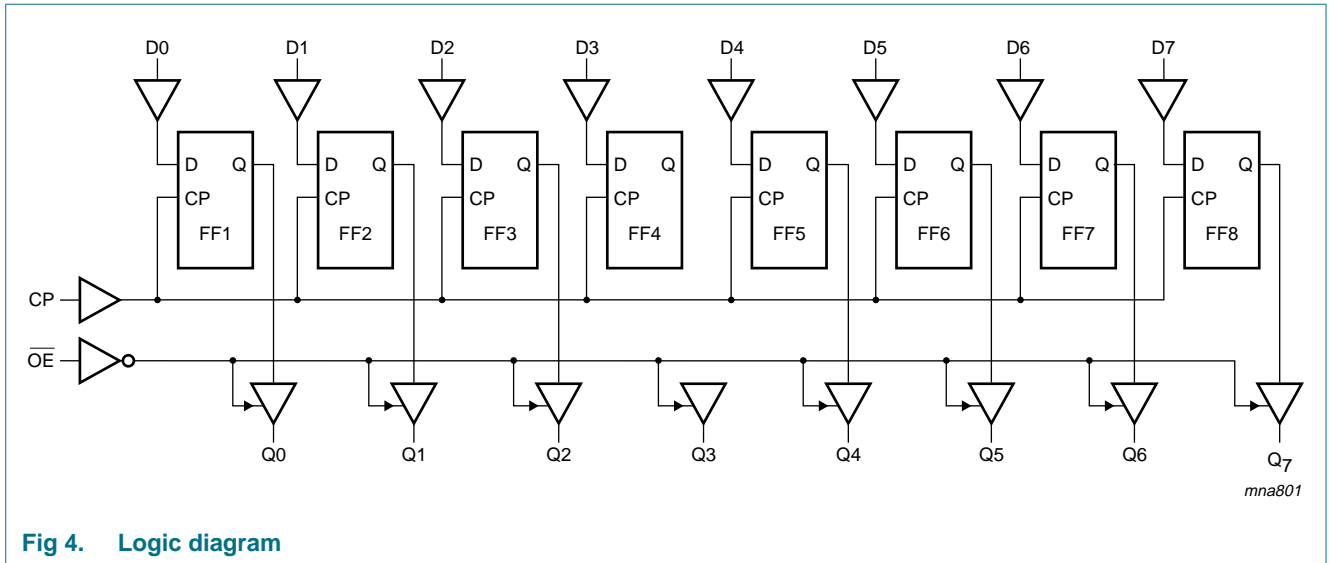 D0 D1 D2 D3 D4 D5 D6 D7
D Q D Q D Q D Q D Q D Q D Q D Q
CP CP CP CP CP CP CP CP
FF1 FF2 FF3 FF4 FF5 FF6 FF7 FF8
CP
O̅E̅
Q0 Q1 Q2 Q3 Q4 Q5 Q6 Q7
mna801
Fig 4. Logic diagram